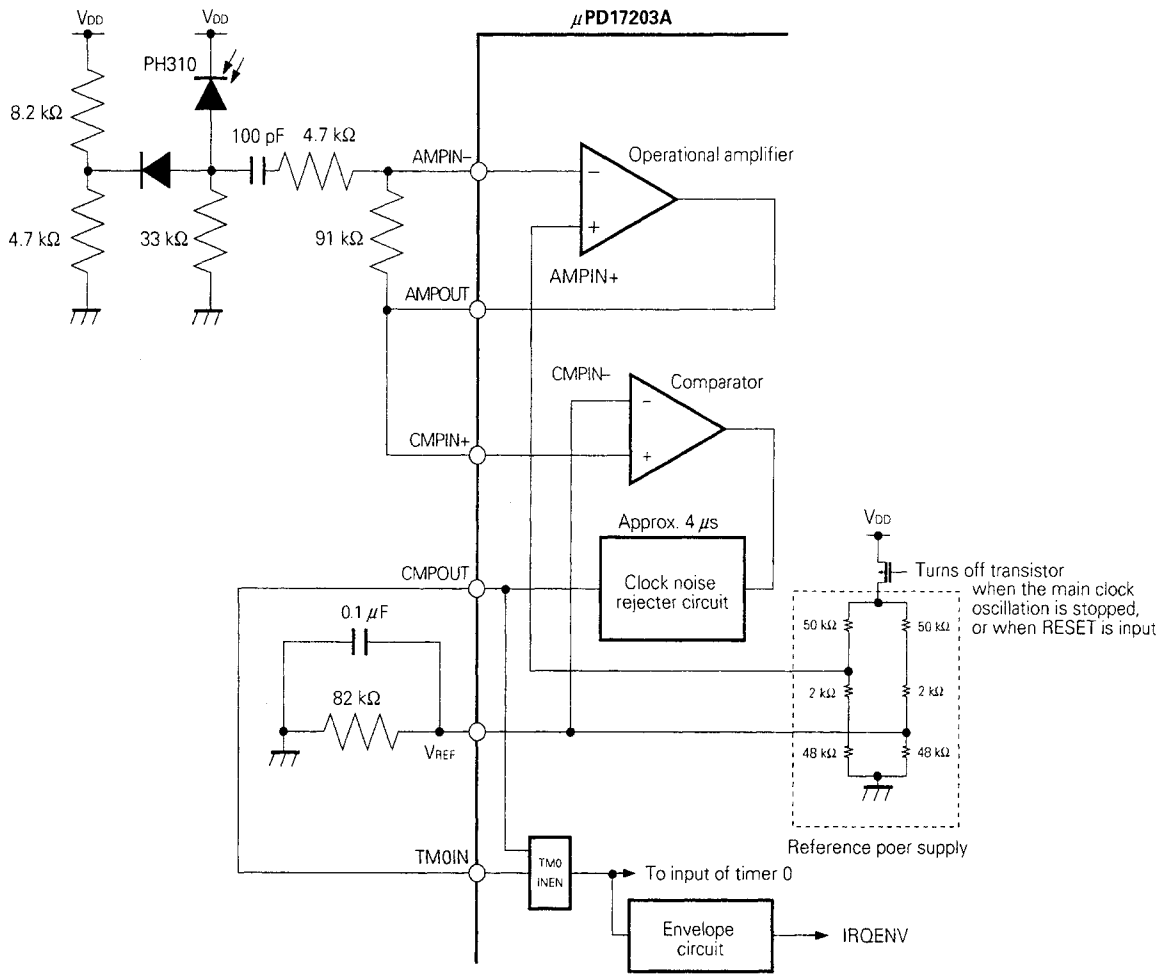 μPD17203A
VDD
VDD
PH310
8.2 kΩ
100 pF
4.7 kΩ
AMPIN–
Operational amplifier
–
+
4.7 kΩ
33 kΩ
91 kΩ
AMPIN+
AMPOUT
CMPIN–
Comparator
–
CMPIN+
+
Approx. 4 μs
VDD
CMPOUT
Clock noise
rejecter circuit
Turns off transistor
when the main clock
oscillation is stopped,
or when RESET is input
0.1 μF
50 kΩ
50 kΩ
82 kΩ
2 kΩ
2 kΩ
VREF
48 kΩ
48 kΩ
Reference poer supply
TM0IN
TM0
INEN
To input of timer 0
Envelope
circuit
IRQENV